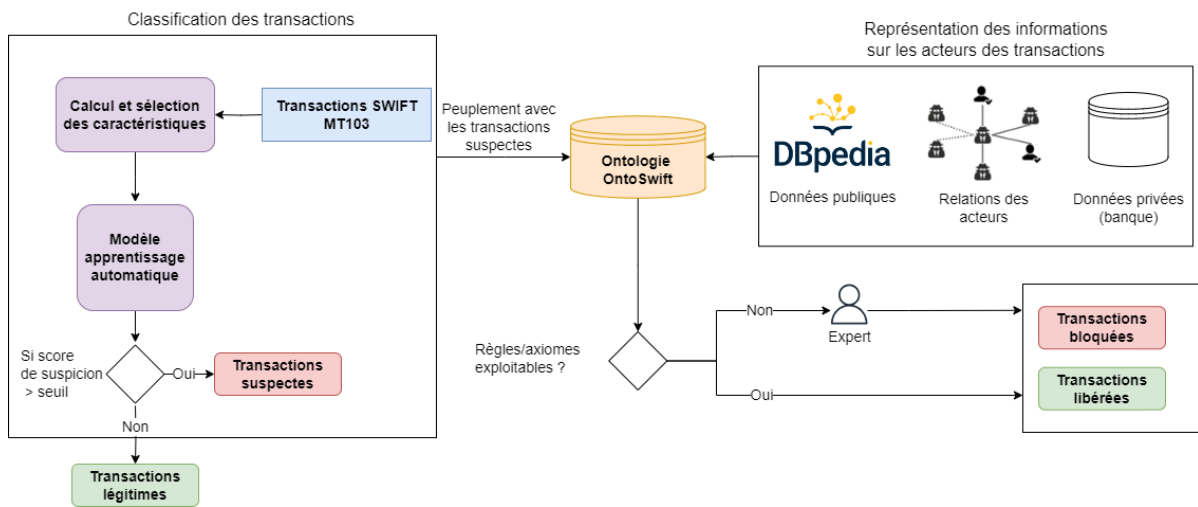 Classification des transactions
Calcul et sélection
des caractéristiques
Transactions SWIFT
MT103
Modèle
apprentissage
automatique
Si score
de suspicion
> seuil
Oui
Transactions
suspectes
Non
Transactions
légitimes
Peuplement avec
les transactions
suspectes
Ontologie
OntoSwift
Représentation des informations
sur les acteurs des transactions
DBpedia
Données publiques
Relations des
acteurs
Données privées
(banque)
Règles/axiomes
exploitables ?
Non
Expert
Oui
Transactions
bloquées
Transactions
libérées